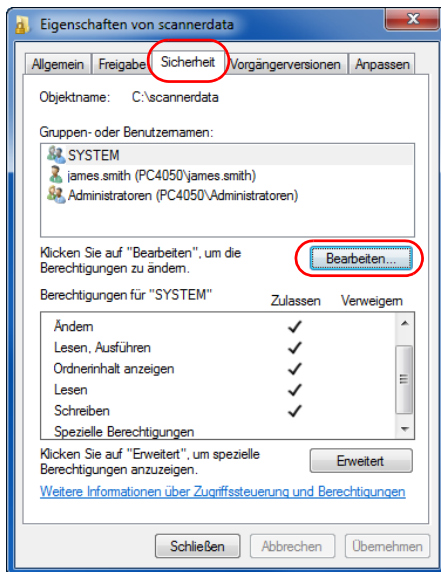 Eigenschaften von scannerdata
Allgemein Freigabe Sicherheit Vorgängerversionen Anpassen
Objektname: C:\scannerdata
Gruppen- oder Benutzernamen:
SYSTEM
james.smith (PC4050\james.smith)
Administratoren (PC4050\Administratoren)
Klicken Sie auf "Bearbeiten", um die
Berechtigungen zu ändern.
Bearbeiten...
Berechtigungen für "SYSTEM" Zulassen Verweigern
Ändern
Lesen, Ausführen
Ordnerinhalt anzeigen
Lesen
Schreiben
Spezielle Berechtigungen
Klicken Sie auf "Erweitert", um spezielle
Berechtigungen anzuzeigen.
Erweitert
Weitere Informationen über Zugriffssteuerung und Berechtigungen
Schließen Abbrechen Übernehmen